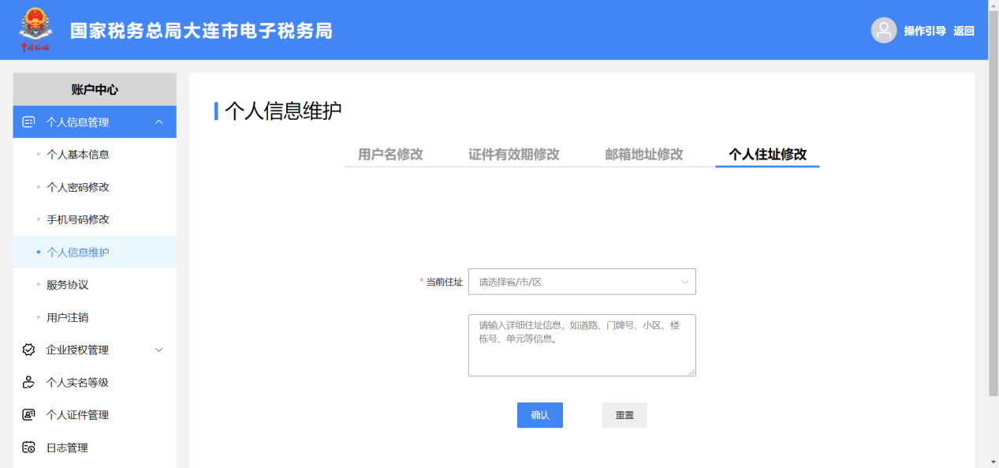 国家税务总局大连市电子税务局
操作引导 返回
账户中心
个人信息管理
个人基本信息
个人密码修改
手机号码修改
个人信息维护
服务协议
用户注销
企业授权管理
个人实名等级
个人证件管理
日志管理
个人信息维护
用户名修改 证件有效期修改 邮箱地址修改 个人住址修改
* 当前住址 请选择省/市/区
请输入详细住址信息，如道路、门牌号、小区、楼
栋号、单元等信息。
确认 重置